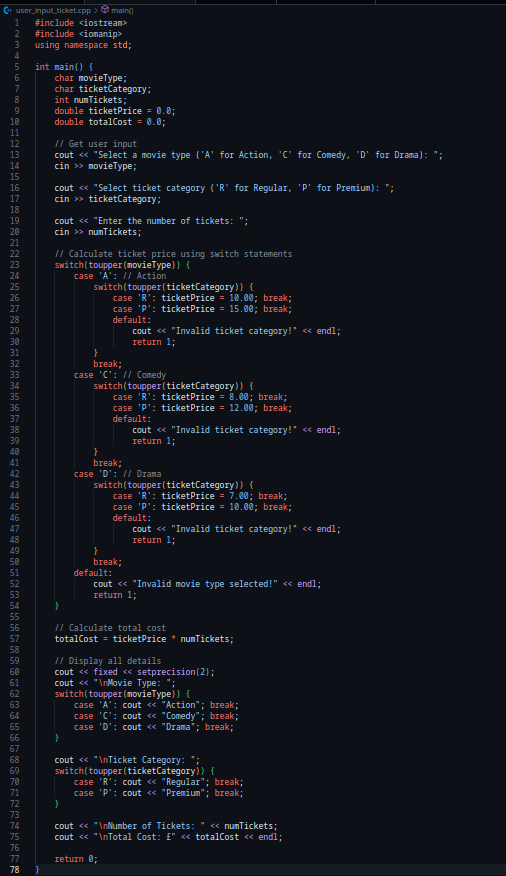 user_input_ticket.cpp > main()
1 #include <iostream>
2 #include <iomanip>
3 using namespace std;
4
5 int main() {
6     char movieType;
7     char ticketCategory;
8     int numTickets;
9     double ticketPrice = 0.0;
10     double totalCost = 0.0;
11
12     // Get user input
13     cout << "Select a movie type ('A' for Action, 'C' for Comedy, 'D' for Drama): ";
14     cin >> movieType;
15
16     cout << "Select ticket category ('R' for Regular, 'P' for Premium): ";
17     cin >> ticketCategory;
18
19     cout << "Enter the number of tickets: ";
20     cin >> numTickets;
21
22     // Calculate ticket price using switch statements
23     switch(toupper(movieType)) {
24         case 'A': // Action
25             switch(toupper(ticketCategory)) {
26                 case 'R': ticketPrice = 10.00; break;
27                 case 'P': ticketPrice = 15.00; break;
28                 default:
29                     cout << "Invalid ticket category!" << endl;
30                     return 1;
31             }
32             break;
33         case 'C': // Comedy
34             switch(toupper(ticketCategory)) {
35                 case 'R': ticketPrice = 8.00; break;
36                 case 'P': ticketPrice = 12.00; break;
37                 default:
38                     cout << "Invalid ticket category!" << endl;
39                     return 1;
40             }
41             break;
42         case 'D': // Drama
43             switch(toupper(ticketCategory)) {
44                 case 'R': ticketPrice = 7.00; break;
45                 case 'P': ticketPrice = 10.00; break;
46                 default:
47                     cout << "Invalid ticket category!" << endl;
48                     return 1;
49             }
50             break;
51         default:
52             cout << "Invalid movie type selected!" << endl;
53             return 1;
54     }
55
56     // Calculate total cost
57     totalCost = ticketPrice * numTickets;
58
59     // Display all details
60     cout << fixed << setprecision(2);
61     cout << "\nMovie Type: ";
62     switch(toupper(movieType)) {
63         case 'A': cout << "Action"; break;
64         case 'C': cout << "Comedy"; break;
65         case 'D': cout << "Drama"; break;
66     }
67
68     cout << "\nTicket Category: ";
69     switch(toupper(ticketCategory)) {
70         case 'R': cout << "Regular"; break;
71         case 'P': cout << "Premium"; break;
72     }
73
74     cout << "\nNumber of Tickets: " << numTickets;
75     cout << "\nTotal Cost: £" << totalCost << endl;
76
77     return 0;
78 }